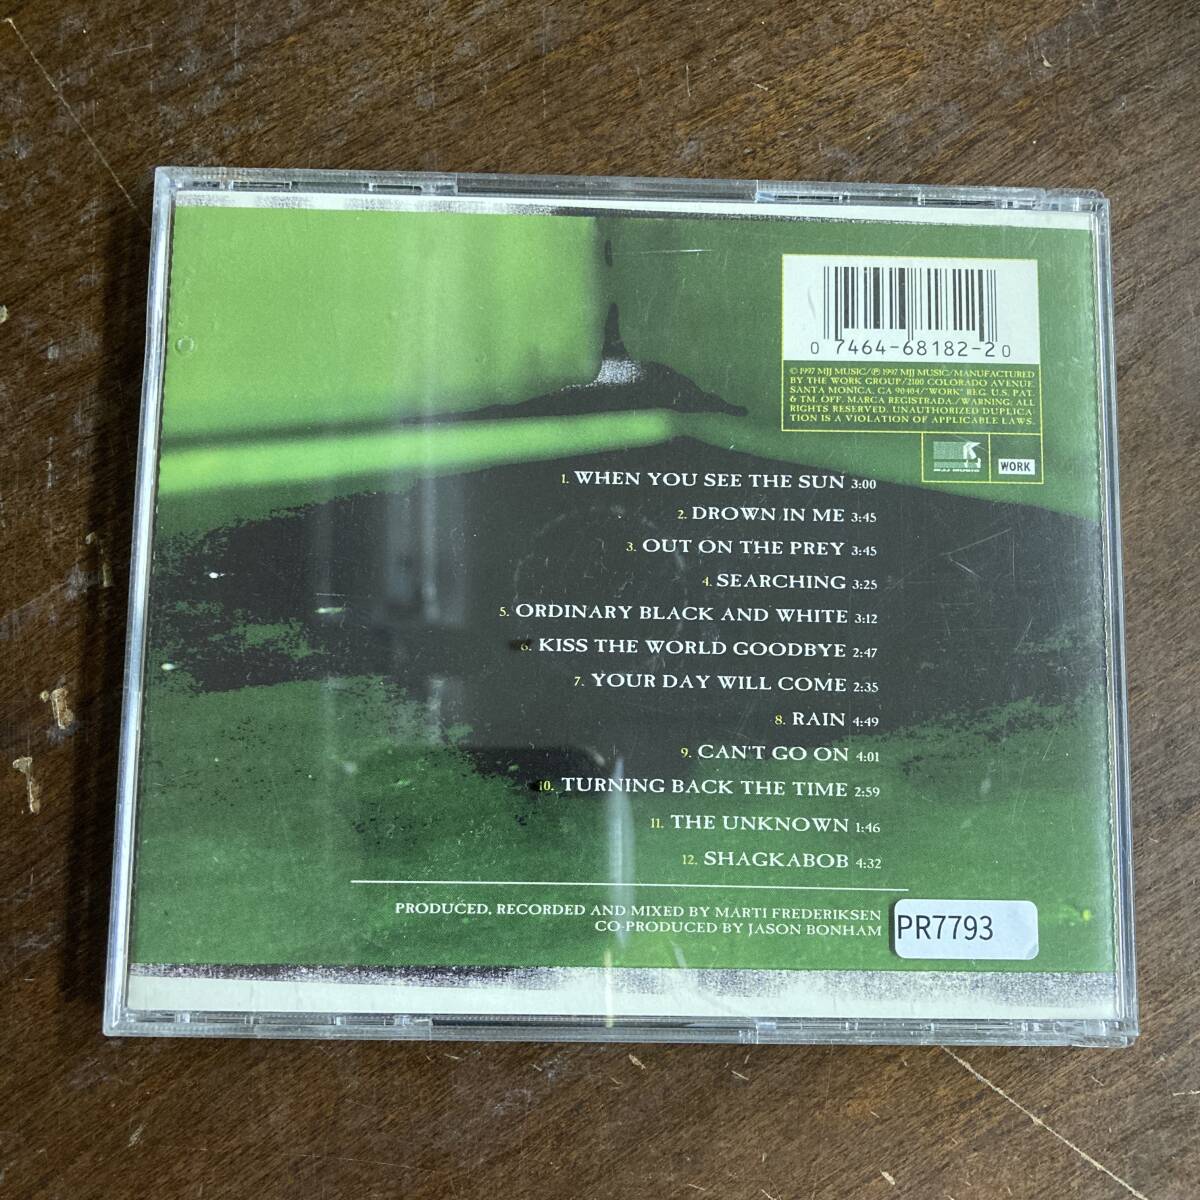 0 7464-68182-2 0
© 1997 MJJ MUSIC/℗ 1997 MJJ MUSIC/MANUFACTURED
BY THE WORK GROUP/2100 COLORADO AVENUE,
SANTA MONICA, CA 90404/"WORK" REG. U.S. PAT.
& TM. OFF. MARCA REGISTRADA./WARNING: ALL
RIGHTS RESERVED. UNAUTHORIZED DUPLICA-
TION IS A VIOLATION OF APPLICABLE LAWS.
MJJ MUSIC
WORK
1. WHEN YOU SEE THE SUN 3:00
2. DROWN IN ME 3:45
3. OUT ON THE PREY 3:45
4. SEARCHING 3:25
5. ORDINARY BLACK AND WHITE 3:12
6. KISS THE WORLD GOODBYE 2:47
7. YOUR DAY WILL COME 2:35
8. RAIN 4:49
9. CAN'T GO ON 4:01
10. TURNING BACK THE TIME 2:59
11. THE UNKNOWN 1:46
12. SHAGKABOB 4:32
PRODUCED, RECORDED AND MIXED BY MARTI FREDERIKSEN
CO-PRODUCED BY JASON BONHAM
PR7793